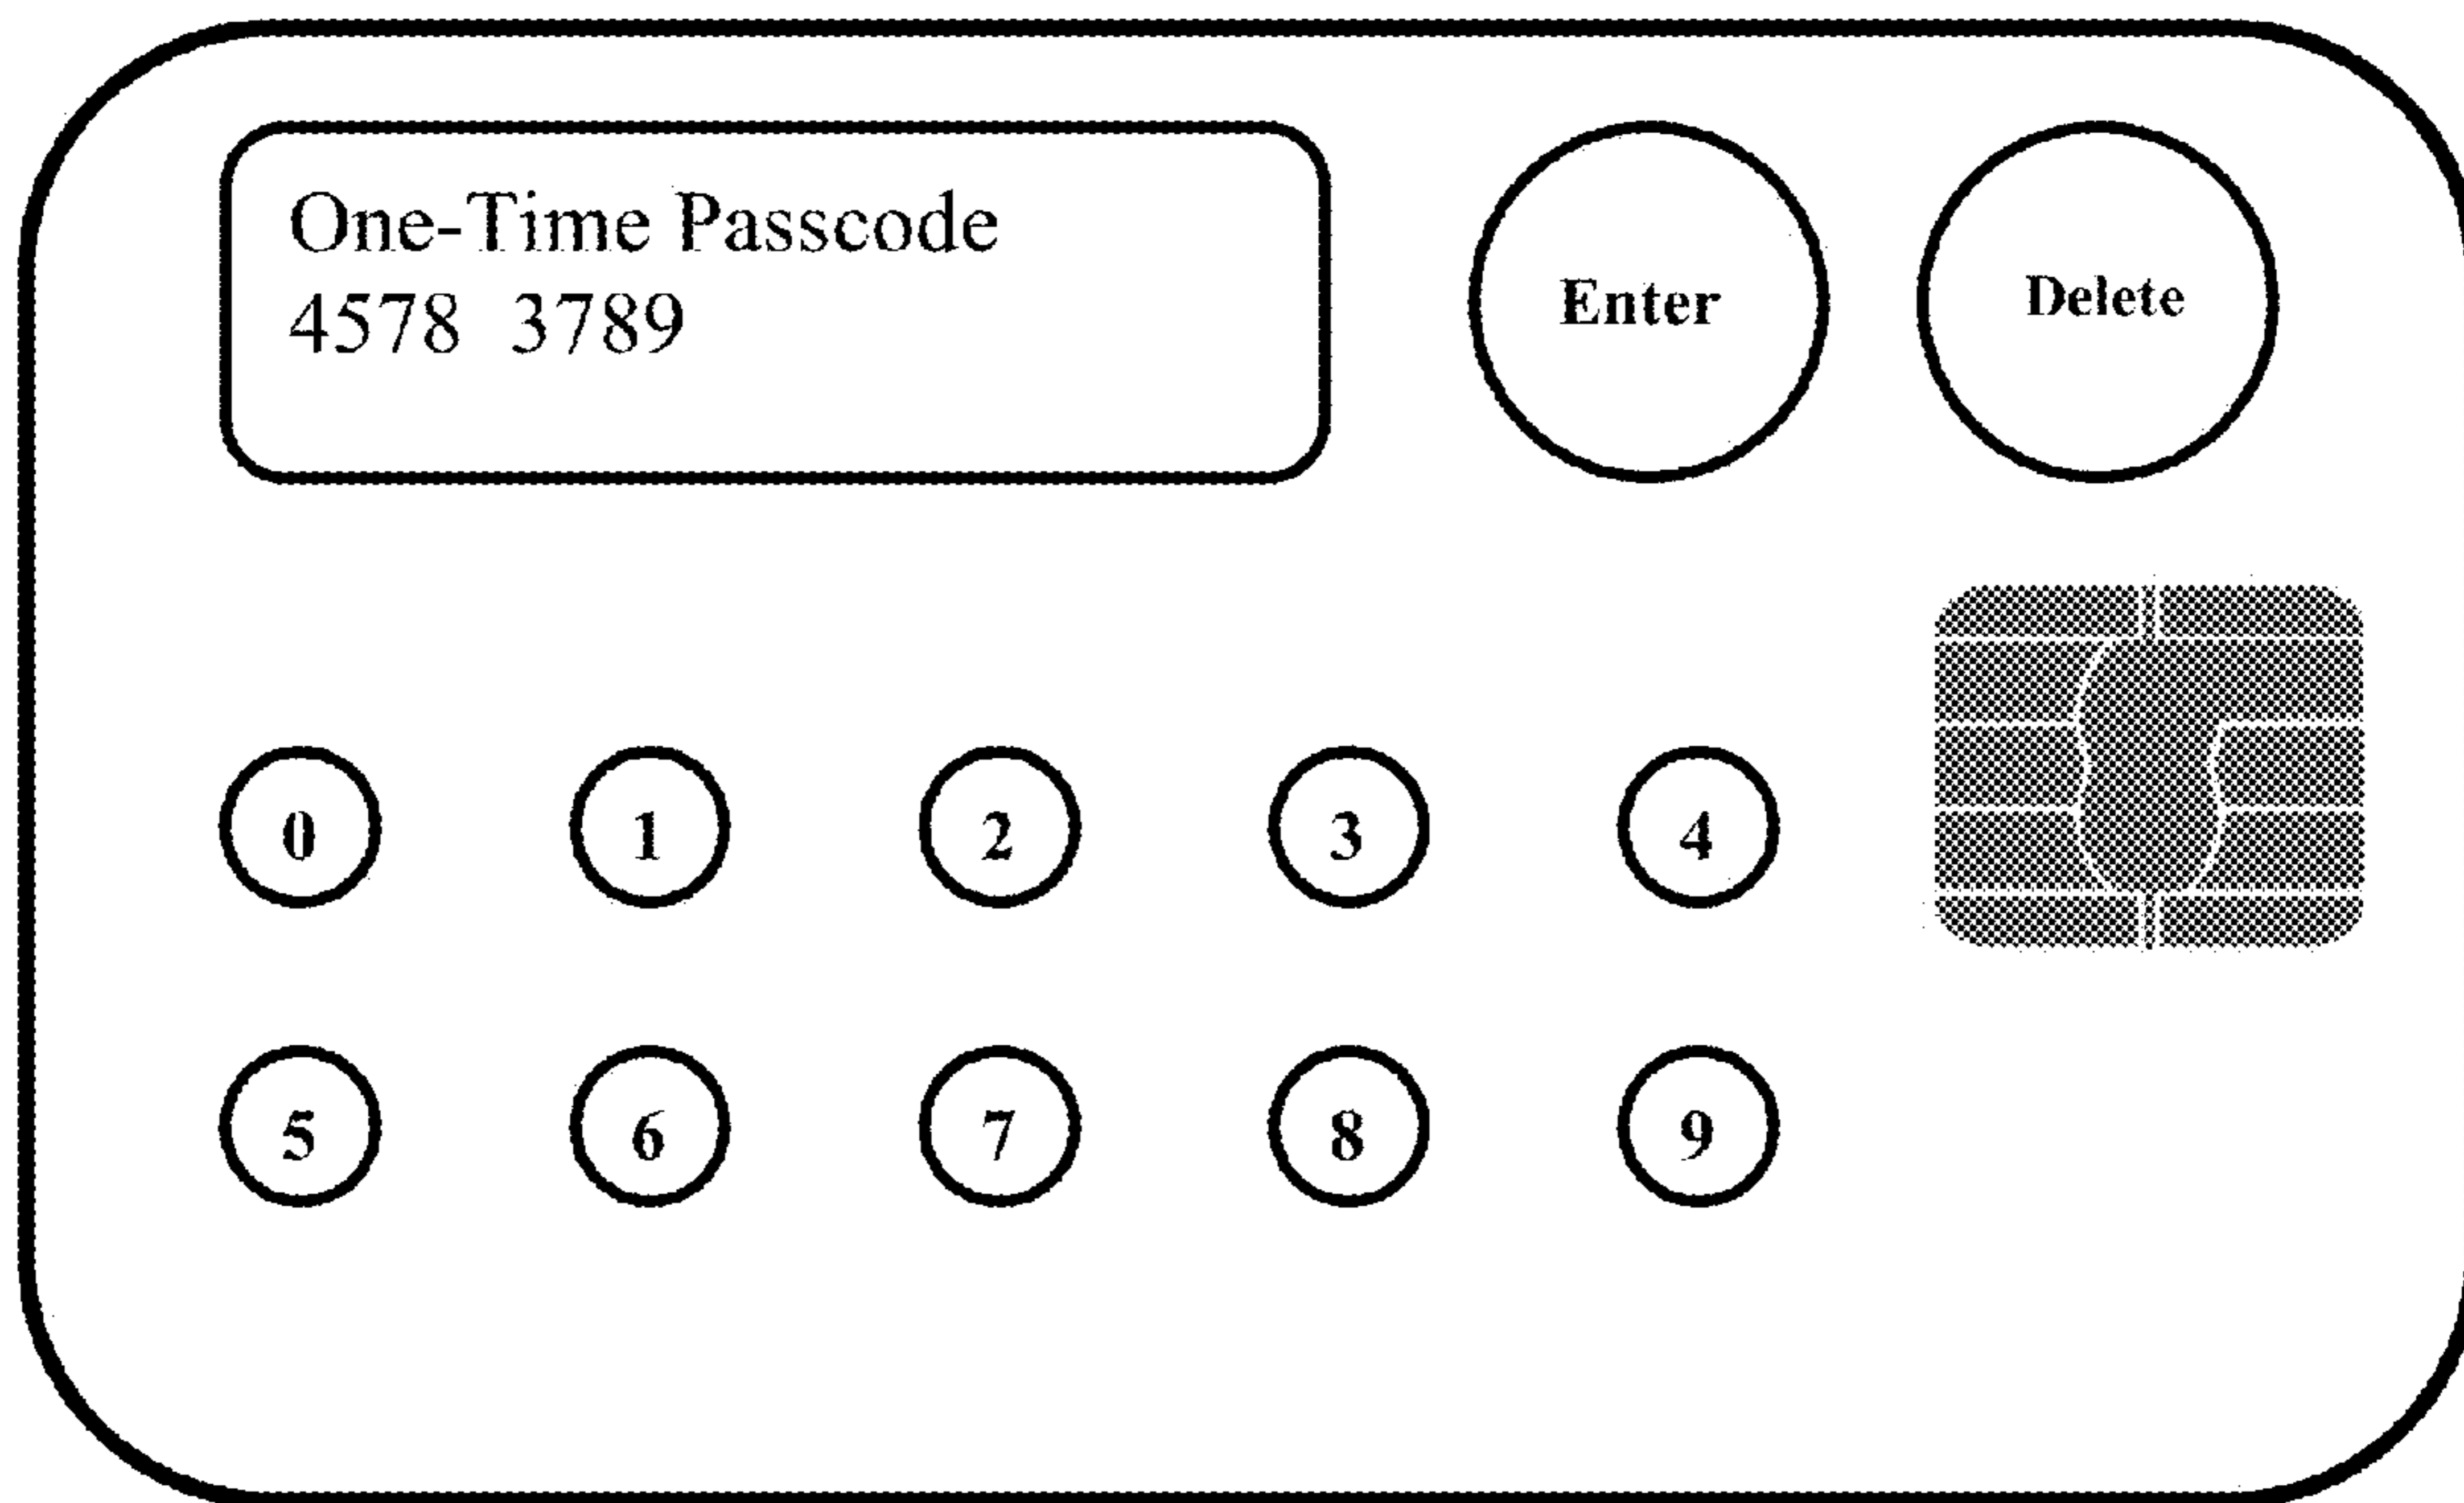 One-Time Passcode
4578 3789
Enter
Delete
0 1 2 3 4
5 6 7 8 9